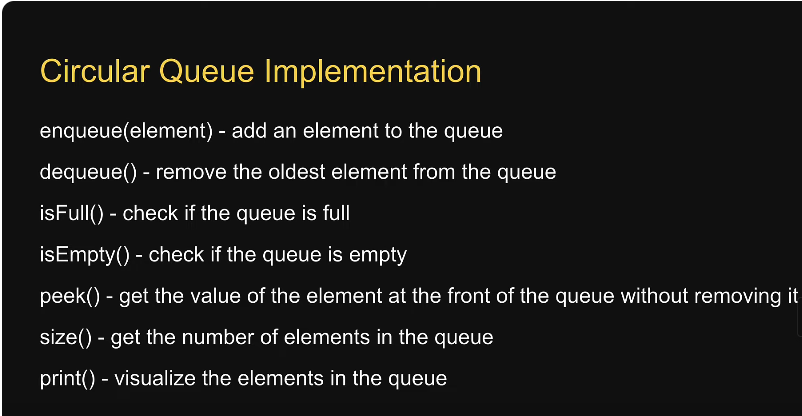 Circular Queue Implementation
enqueue(element) - add an element to the queue
dequeue() - remove the oldest element from the queue
isFull() - check if the queue is full
isEmpty() - check if the queue is empty
peek() - get the value of the element at the front of the queue without removing it
size() - get the number of elements in the queue
print() - visualize the elements in the queue